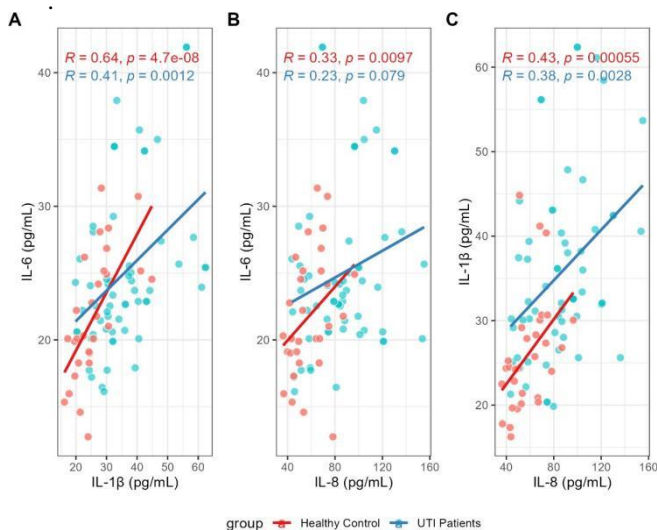 A
B
C
R = 0.64, p = 4.7e-08
R = 0.41, p = 0.0012
40
30
20
IL-6 (pg/mL)
20 30 40 50 60
IL-1β (pg/mL)
R = 0.33, p = 0.0097
R = 0.23, p = 0.079
40
30
20
IL-6 (pg/mL)
40 80 120 160
IL-8 (pg/mL)
R = 0.43, p = 0.00055
R = 0.38, p = 0.0028
60
50
40
30
20
IL-1β (pg/mL)
40 80 120 160
IL-8 (pg/mL)
group Healthy Control UTI Patients